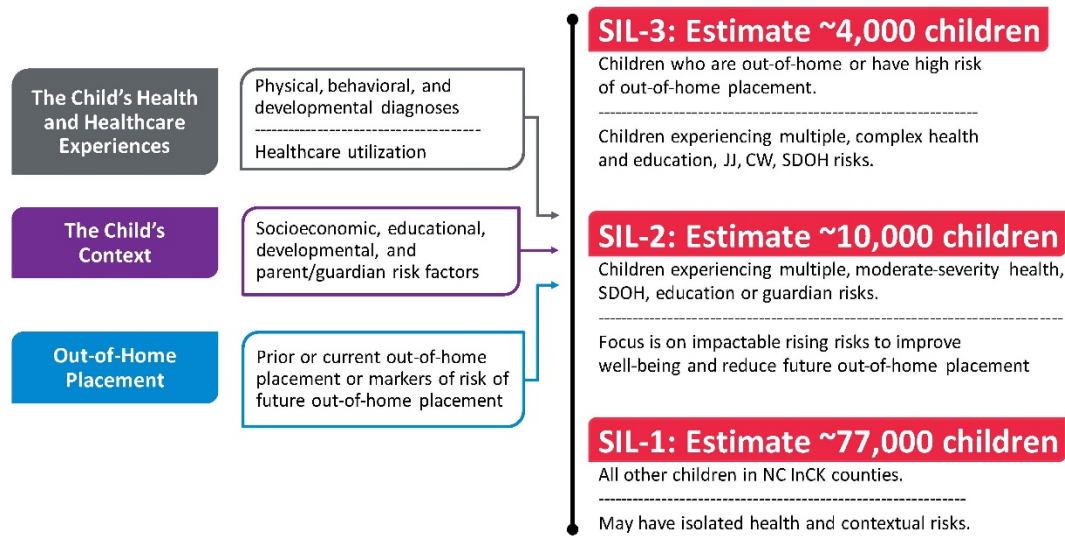 The Child's Health
and Healthcare
Experiences
Physical, behavioral, and
developmental diagnoses
Healthcare utilization
The Child's
Context
Socioeconomic, educational,
developmental, and
parent/guardian risk factors
Out-of-Home
Placement
Prior or current out-of-home
placement or markers of risk of
future out-of-home placement
SIL-3: Estimate ~4,000 children
Children who are out-of-home or have high risk
of out-of-home placement.
Children experiencing multiple, complex health
and education, JJ, CW, SDOH risks.
SIL-2: Estimate ~10,000 children
Children experiencing multiple, moderate-severity health,
SDOH, education or guardian risks.
Focus is on impactable rising risks to improve
well-being and reduce future out-of-home placement
SIL-1: Estimate ~77,000 children
All other children in NC InCK counties.
May have isolated health and contextual risks.